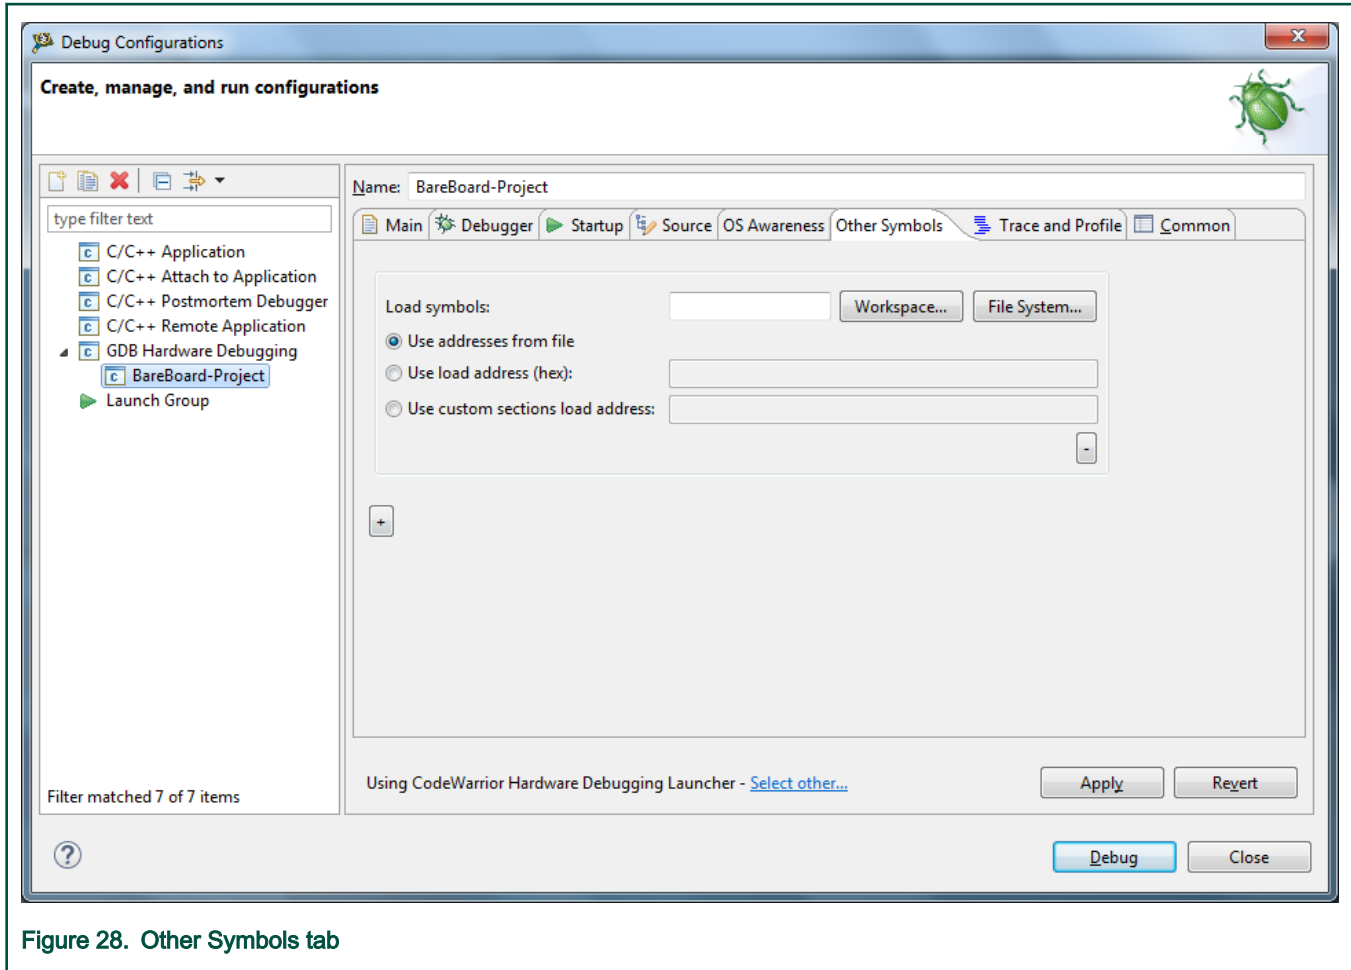 Debug Configurations
Create, manage, and run configurations
type filter text
C/C++ Application
C/C++ Attach to Application
C/C++ Postmortem Debugger
C/C++ Remote Application
GDB Hardware Debugging
BareBoard-Project
Launch Group
Filter matched 7 of 7 items
Name: BareBoard-Project
Main Debugger Startup Source OS Awareness Other Symbols Trace and Profile Common
Load symbols: Workspace... File System...
Use addresses from file
Use load address (hex):
Use custom sections load address:
-
+
Using CodeWarrior Hardware Debugging Launcher - Select other... Apply Revert
? Debug Close
Figure 28. Other Symbols tab